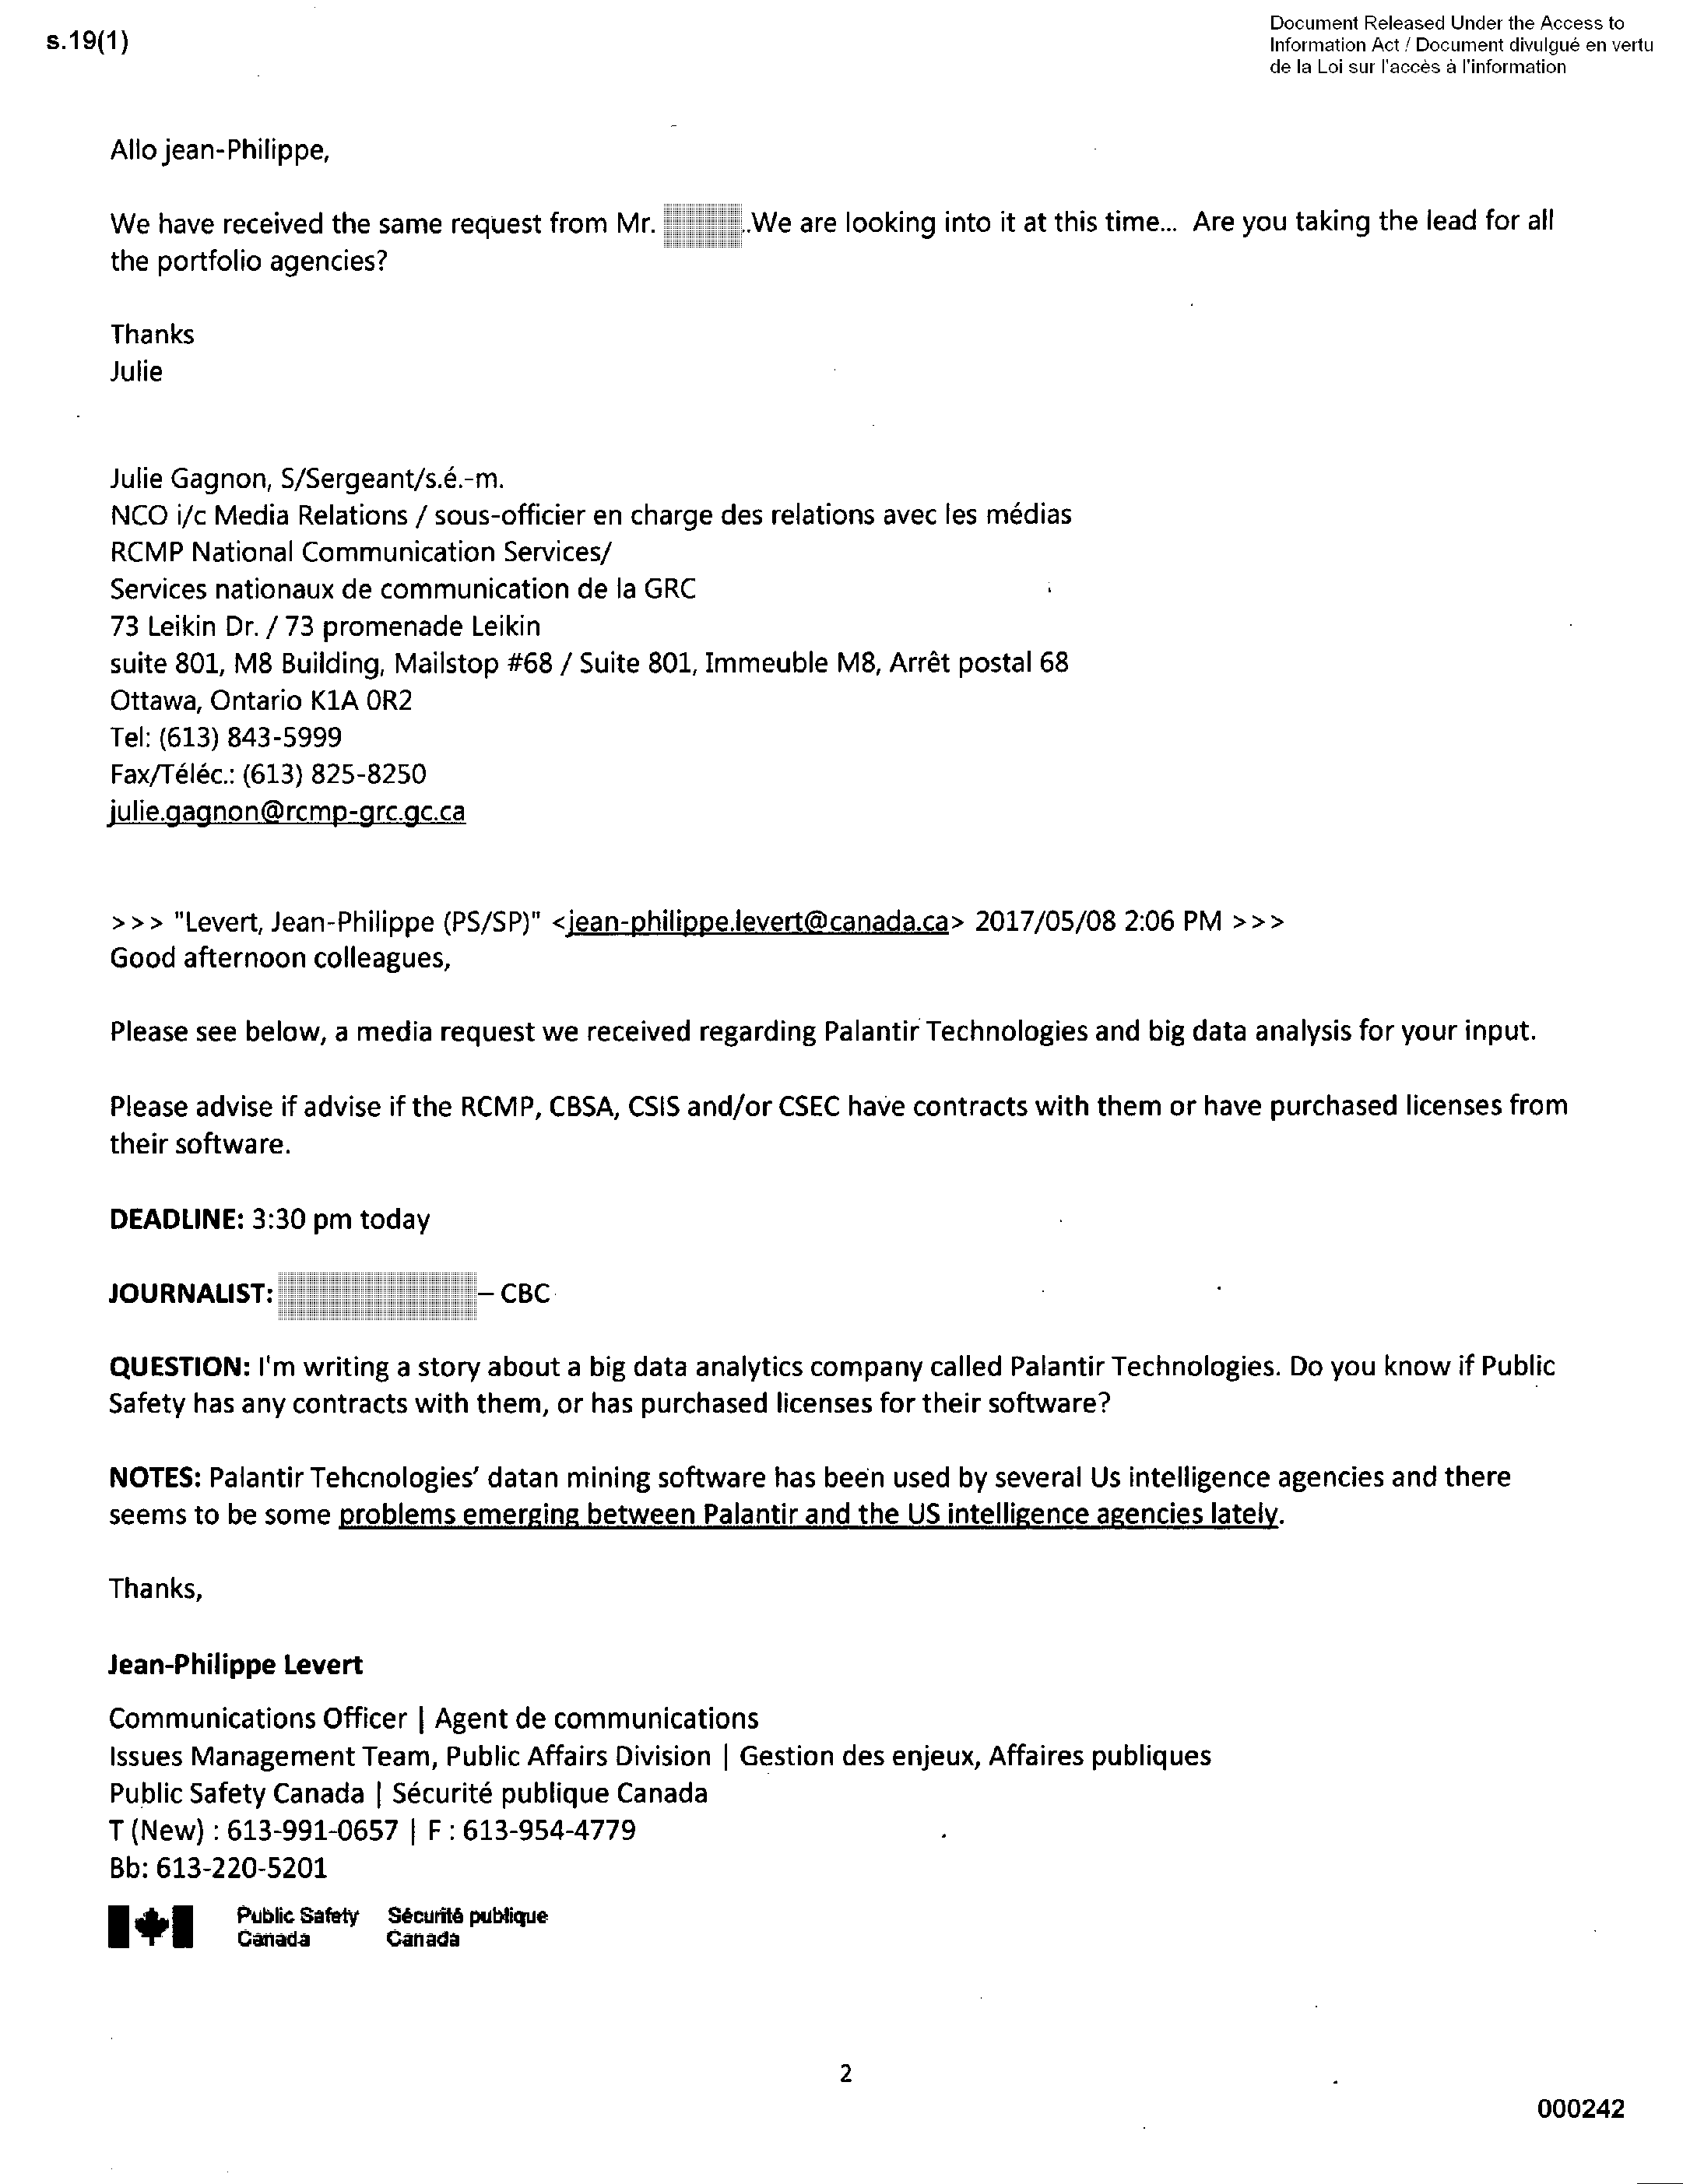 s.19(1)
Document Released Under the Access to
Information Act / Document divulgué en vertu
de la Loi sur l'accès à l'information
Allo jean-Philippe,
We have received the same request from Mr. ..We are looking into it at this time... Are you taking the lead for all
the portfolio agencies?
Thanks
Julie
Julie Gagnon, S/Sergeant/s.é.-m.
NCO i/c Media Relations / sous-officier en charge des relations avec les médias
RCMP National Communication Services/
Services nationaux de communication de la GRC
73 Leikin Dr. / 73 promenade Leikin
suite 801, M8 Building, Mailstop #68 / Suite 801, Immeuble M8, Arrêt postal 68
Ottawa, Ontario K1A 0R2
Tel: (613) 843-5999
Fax/Téléc.: (613) 825-8250
julie.gagnon@rcmp-grc.gc.ca
>>> "Levert, Jean-Philippe (PS/SP)" <jean-philippe.levert@canada.ca> 2017/05/08 2:06 PM >>>
Good afternoon colleagues,
Please see below, a media request we received regarding Palantir Technologies and big data analysis for your input.
Please advise if advise if the RCMP, CBSA, CSIS and/or CSEC have contracts with them or have purchased licenses from
their software.
DEADLINE: 3:30 pm today
JOURNALIST: – CBC
QUESTION: I'm writing a story about a big data analytics company called Palantir Technologies. Do you know if Public
Safety has any contracts with them, or has purchased licenses for their software?
NOTES: Palantir Tehcnologies' datan mining software has been used by several Us intelligence agencies and there
seems to be some problems emerging between Palantir and the US intelligence agencies lately.
Thanks,
Jean-Philippe Levert
Communications Officer | Agent de communications
Issues Management Team, Public Affairs Division | Gestion des enjeux, Affaires publiques
Public Safety Canada | Sécurité publique Canada
T (New) : 613-991-0657 | F : 613-954-4779
Bb: 613-220-5201
Public Safety Sécurité publique
Canada Canada
2
000242